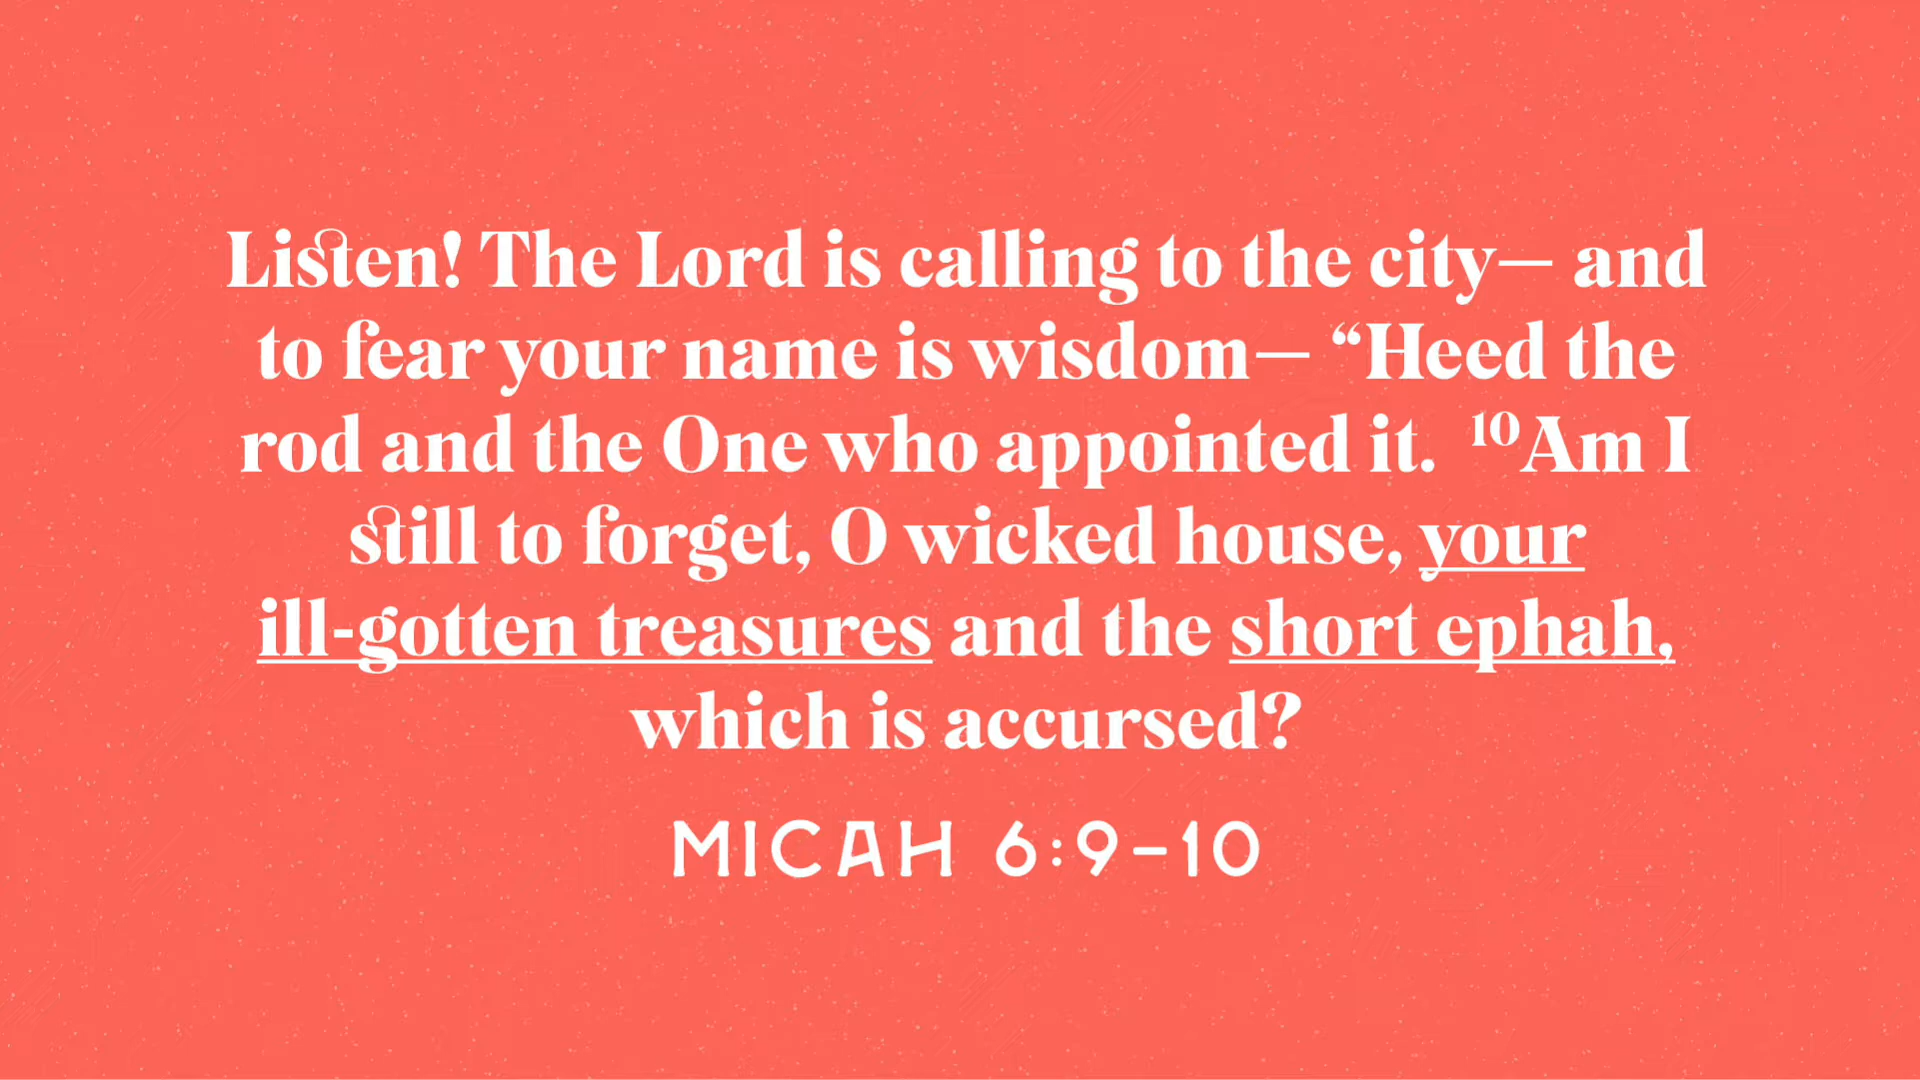 Listen! The Lord is calling to the city— and
to fear your name is wisdom— “Heed the
rod and the One who appointed it. ¹⁰Am I
still to forget, O wicked house, your
ill-gotten treasures and the short ephah,
which is accursed?
MICAH 6:9–10